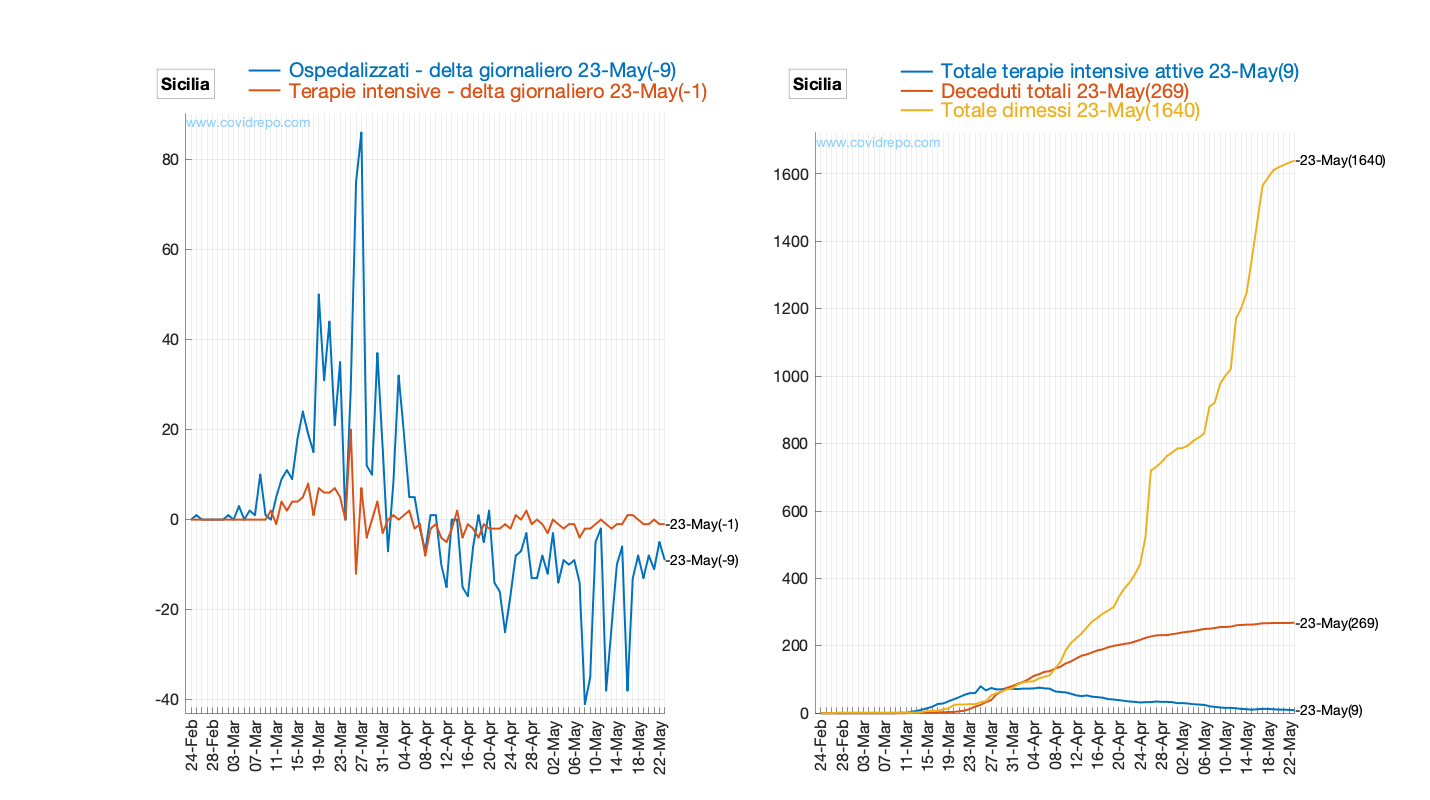 Sicilia
Ospedalizzati - delta giornaliero 23-May(-9)
Terapie intensive - delta giornaliero 23-May(-1)
www.covidrepo.com
80
60
40
20
0
-20
-40
-23-May(-1)
-23-May(-9)
24-Feb
28-Feb
03-Mar
07-Mar
11-Mar
15-Mar
19-Mar
23-Mar
27-Mar
31-Mar
04-Apr
08-Apr
12-Apr
16-Apr
20-Apr
24-Apr
28-Apr
02-May
06-May
10-May
14-May
18-May
22-May
Sicilia
Totale terapie intensive attive 23-May(9)
Deceduti totali 23-May(269)
Totale dimessi 23-May(1640)
www.covidrepo.com
1600
1400
1200
1000
800
600
400
200
0
-23-May(1640)
-23-May(269)
-23-May(9)
24-Feb
28-Feb
03-Mar
07-Mar
11-Mar
15-Mar
19-Mar
23-Mar
27-Mar
31-Mar
04-Apr
08-Apr
12-Apr
16-Apr
20-Apr
24-Apr
28-Apr
02-May
06-May
10-May
14-May
18-May
22-May